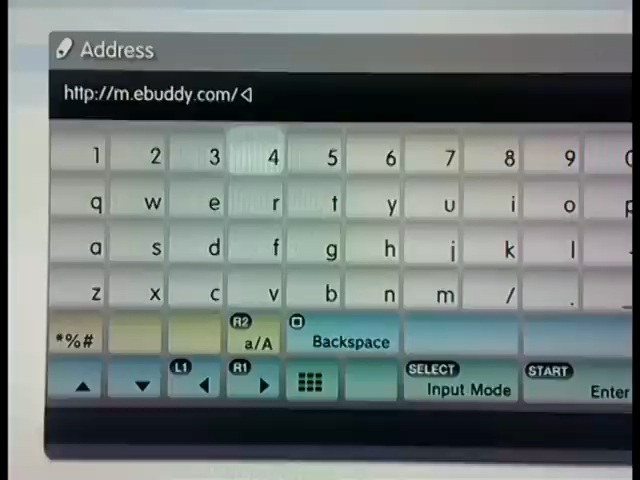 Address
http://m.ebuddy.com/
1 2 3 4 5 6 7 8 9
q w e r t y u i o p
a s d f g h j k l
z x c v b n m / . _
*%# R2 a/A Backspace
L1 R1 SELECT Input Mode START Enter